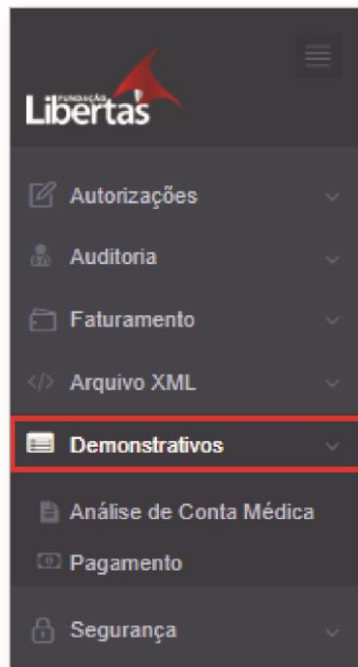 FUNDAÇÃO
Libertas
Autorizações
Auditoria
Faturamento
</> Arquivo XML
Demonstrativos
Análise de Conta Médica
Pagamento
Segurança